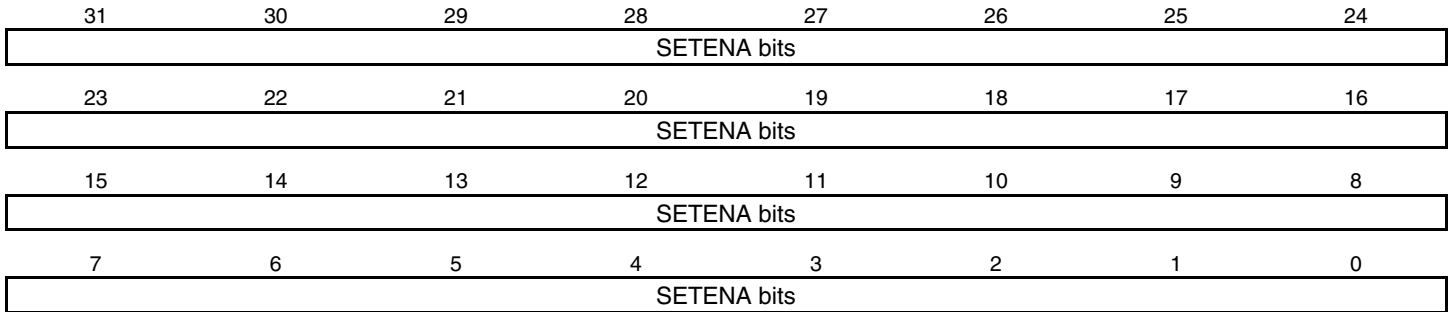 31 30 29 28 27 26 25 24
SETENA bits
23 22 21 20 19 18 17 16
SETENA bits
15 14 13 12 11 10 9 8
SETENA bits
7 6 5 4 3 2 1 0
SETENA bits